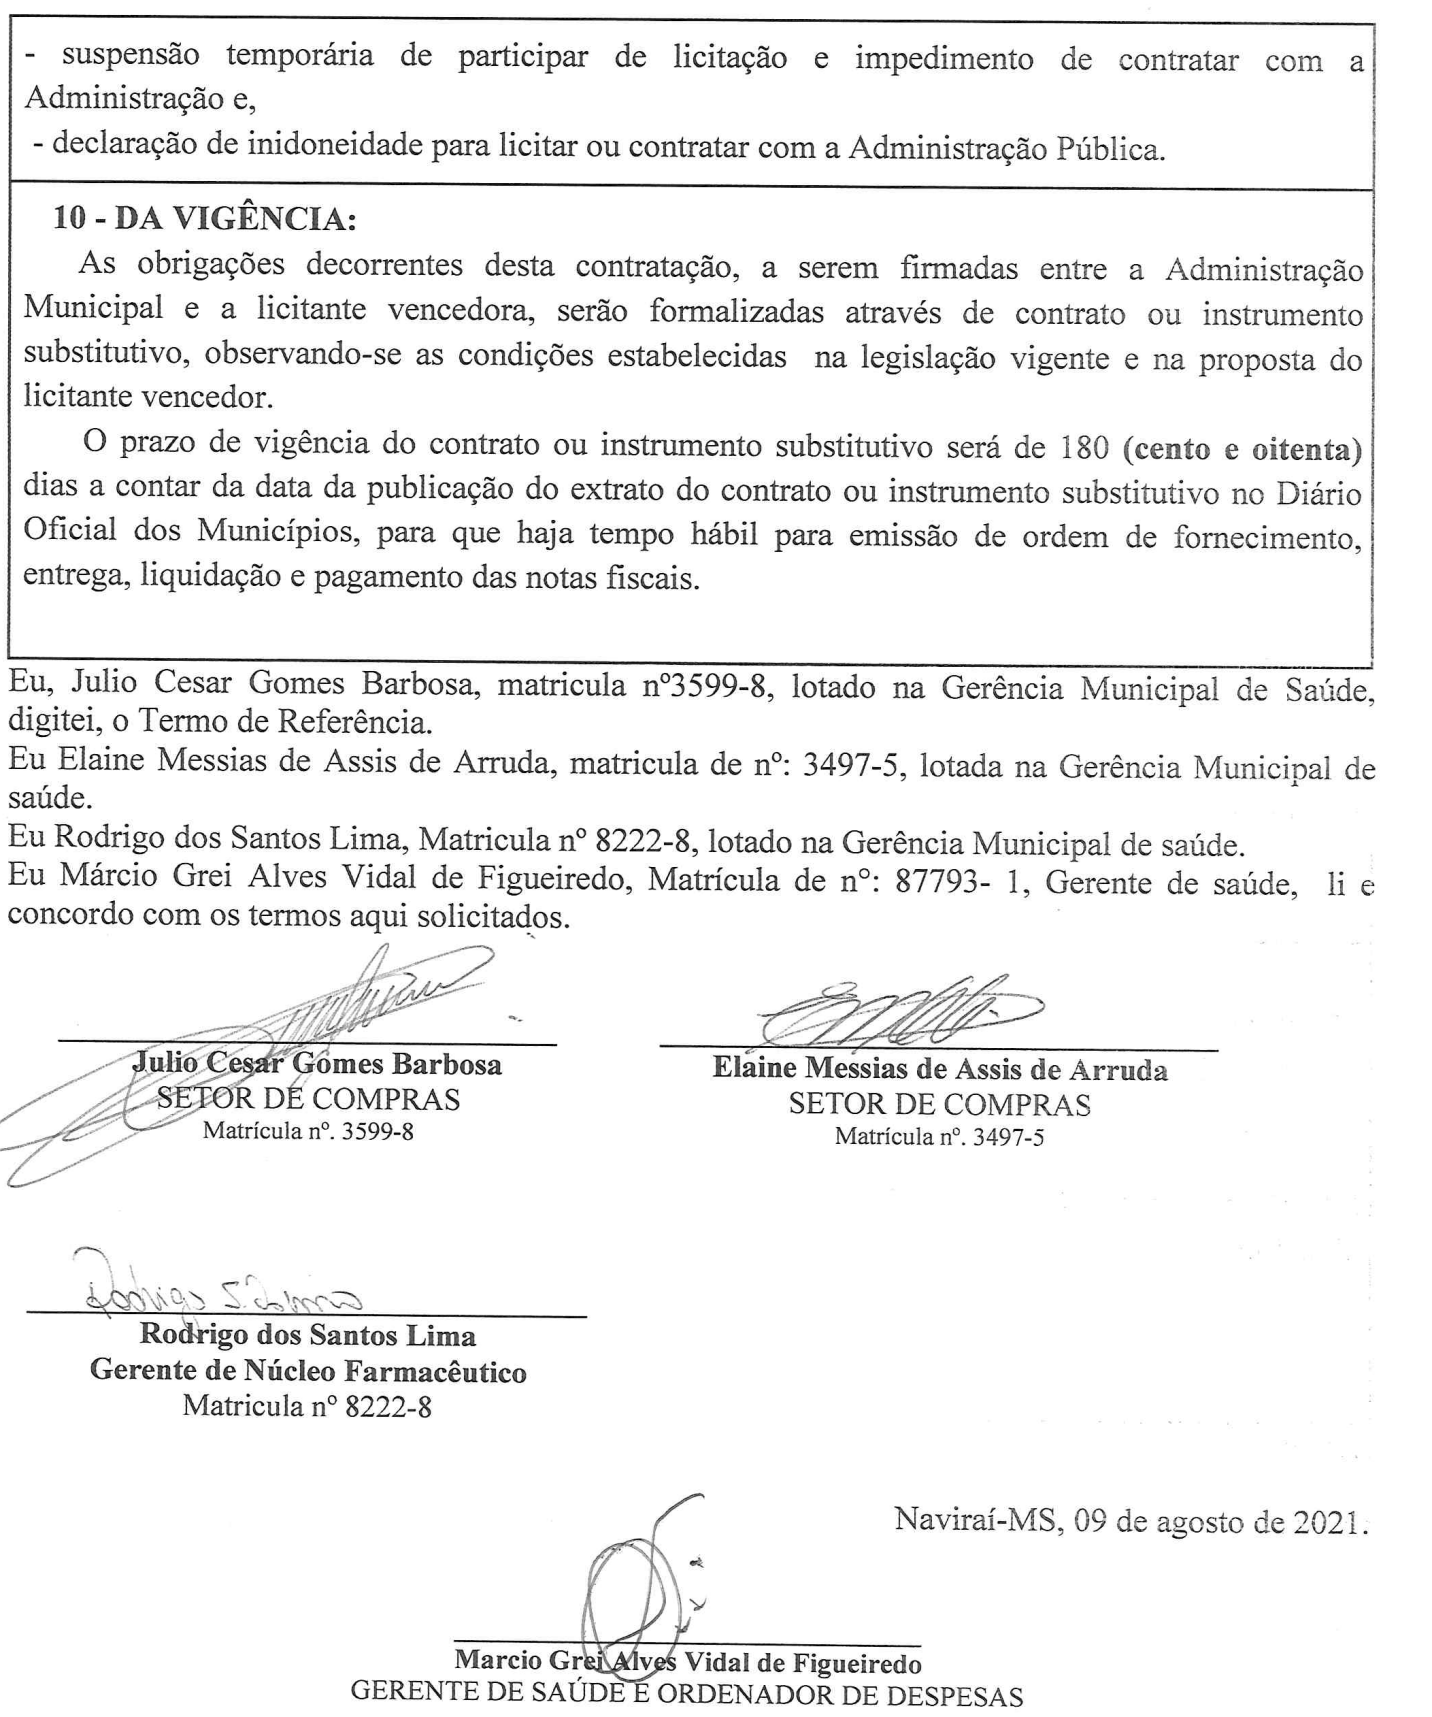 - suspensão temporária de participar de licitação e impedimento de contratar com a
Administração e,
- declaração de inidoneidade para licitar ou contratar com a Administração Pública.
10 - DA VIGÊNCIA:
As obrigações decorrentes desta contratação, a serem firmadas entre a Administração
Municipal e a licitante vencedora, serão formalizadas através de contrato ou instrumento
substitutivo, observando-se as condições estabelecidas na legislação vigente e na proposta do
licitante vencedor.
O prazo de vigência do contrato ou instrumento substitutivo será de 180 (cento e oitenta)
dias a contar da data da publicação do extrato do contrato ou instrumento substitutivo no Diário
Oficial dos Municípios, para que haja tempo hábil para emissão de ordem de fornecimento,
entrega, liquidação e pagamento das notas fiscais.
Eu, Julio Cesar Gomes Barbosa, matricula nº3599-8, lotado na Gerência Municipal de Saúde,
digitei, o Termo de Referência.
Eu Elaine Messias de Assis de Arruda, matricula de nº: 3497-5, lotada na Gerência Municipal de
saúde.
Eu Rodrigo dos Santos Lima, Matricula nº 8222-8, lotado na Gerência Municipal de saúde.
Eu Márcio Grei Alves Vidal de Figueiredo, Matrícula de n°: 87793- 1, Gerente de saúde, li e
concordo com os termos aqui solicitados.
Julio Cesar Gomes Barbosa
SETOR DE COMPRAS
Matrícula nº. 3599-8
Elaine Messias de Assis de Arruda
SETOR DE COMPRAS
Matrícula nº. 3497-5
Rodrigo S. Lima
Rodrigo dos Santos Lima
Gerente de Núcleo Farmacêutico
Matricula nº 8222-8
Naviraí-MS, 09 de agosto de 2021.
Marcio Grei Alves Vidal de Figueiredo
GERENTE DE SAÚDE E ORDENADOR DE DESPESAS